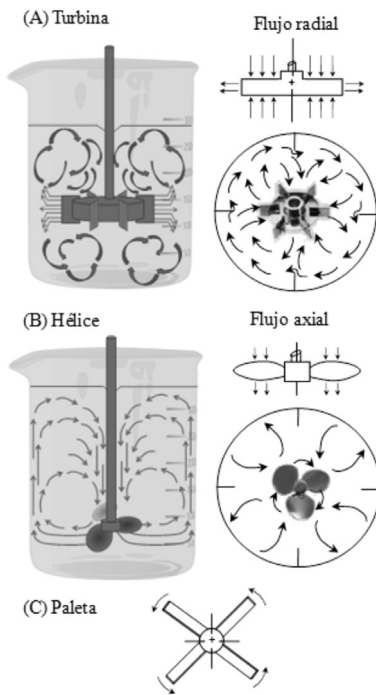 (A) Turbina
Flujo radial
(B) Hélice
Flujo axial
(C) Paleta